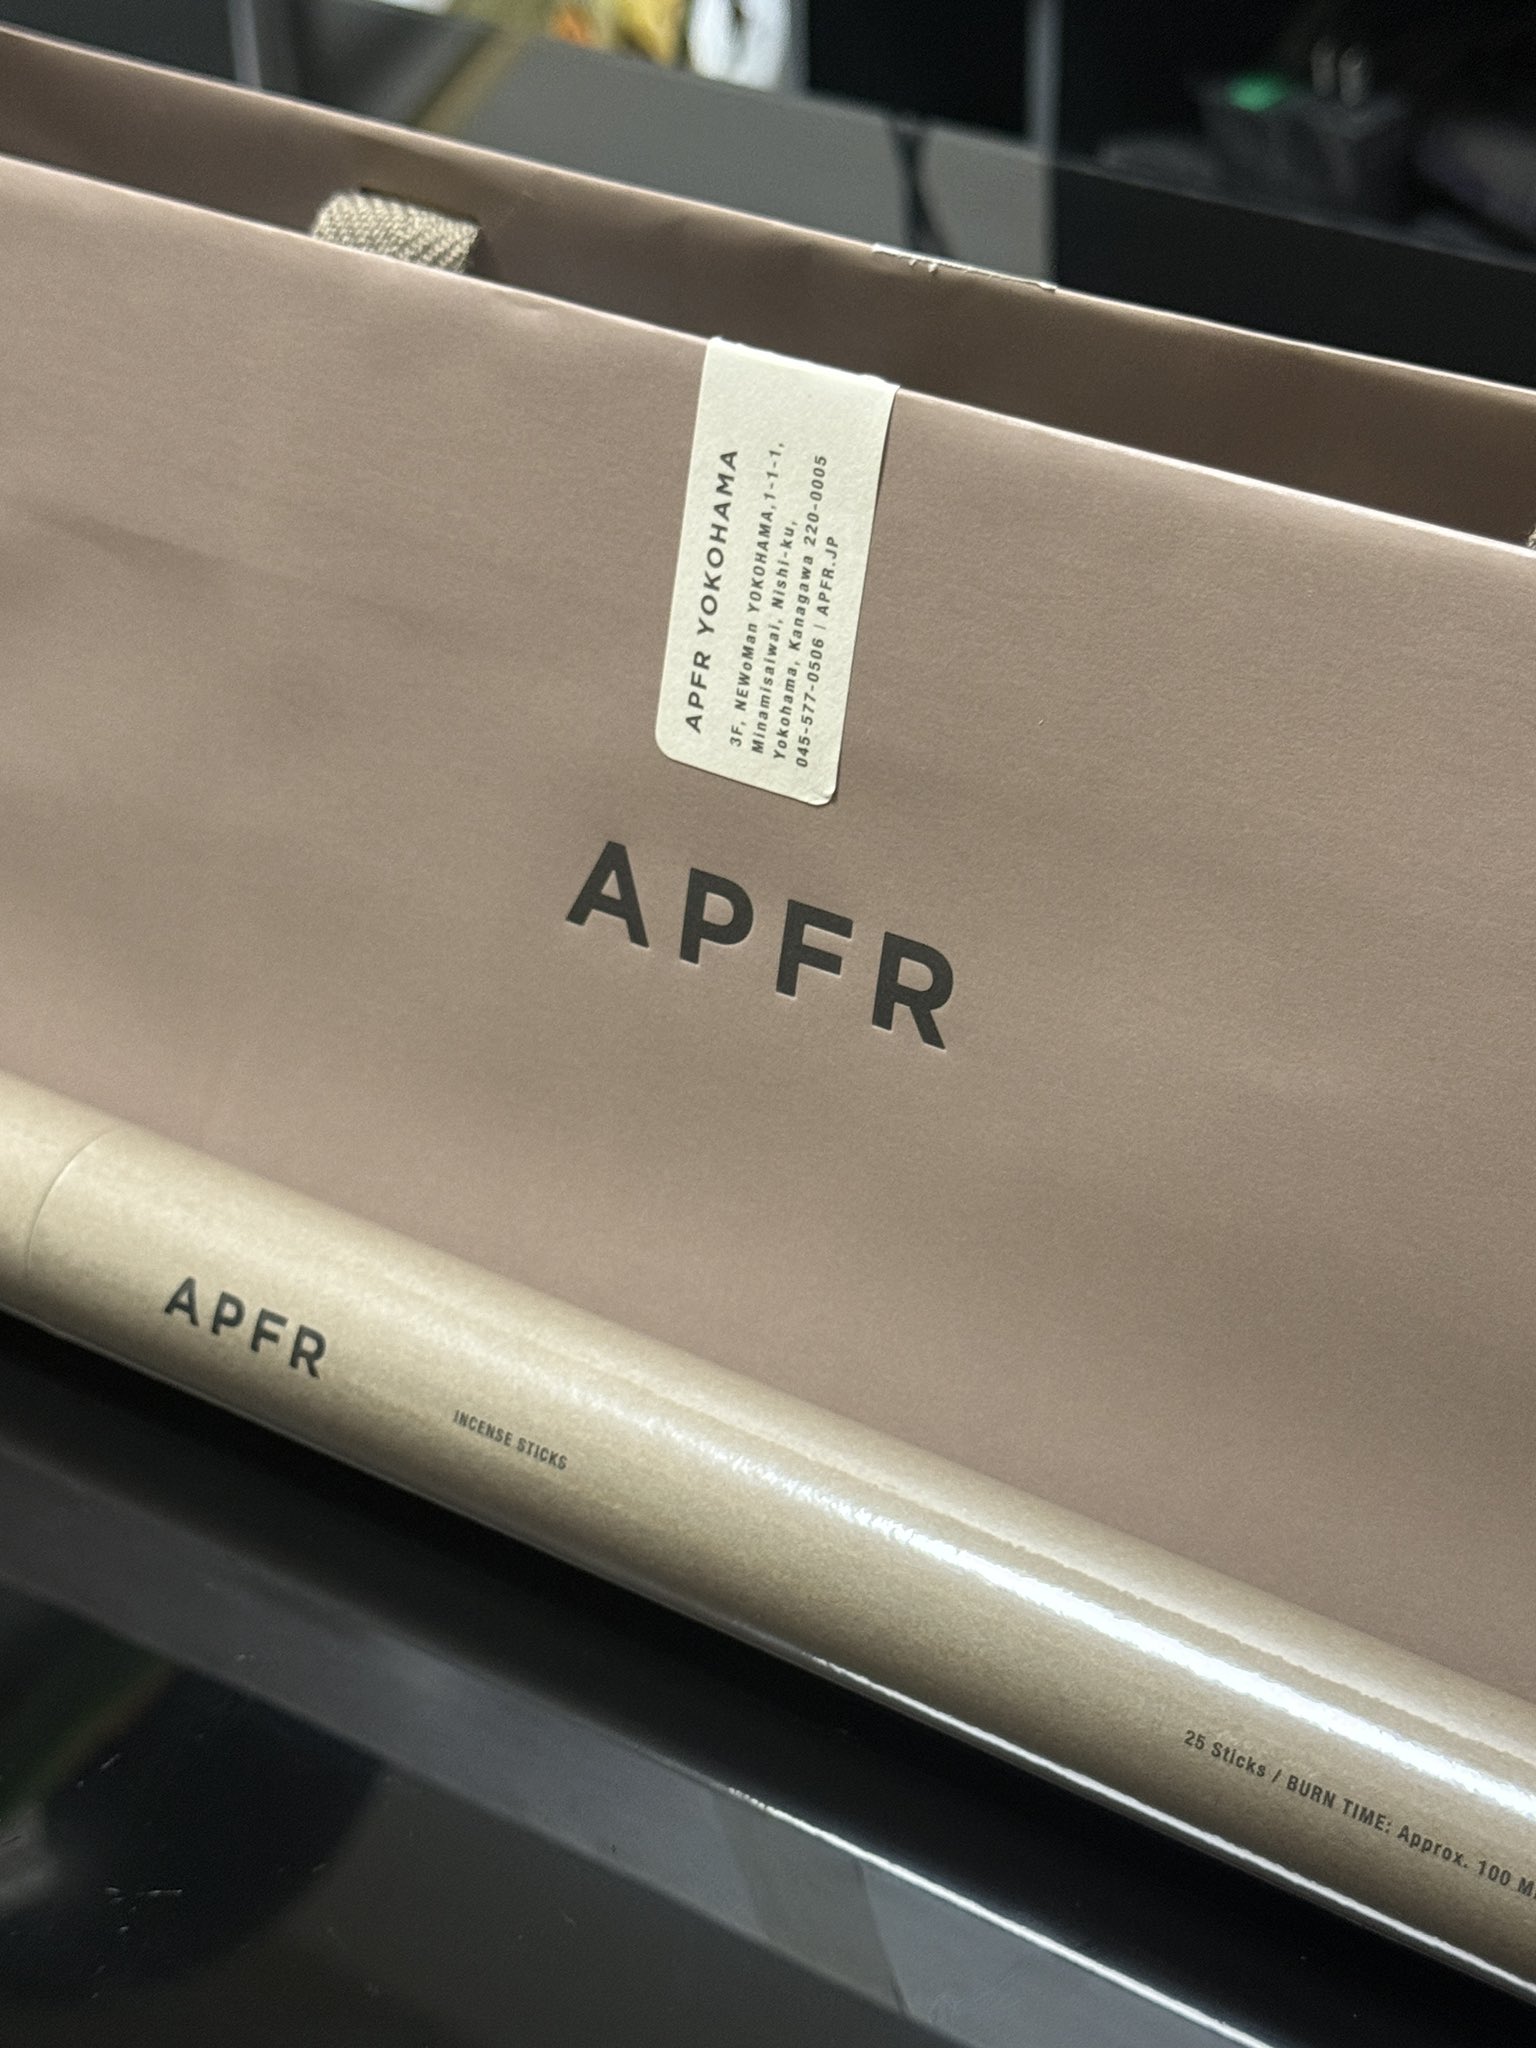 APFR YOKOHAMA
3F, NEWoMan YOKOHAMA,1-1-1,
Minamisaiwai, Nishi-ku,
Yokohama, Kanagawa 220-0005
045-577-0506 | APFR.JP
APFR
APFR
INCENSE STICKS
25 Sticks / BURN TIME: Approx. 100 M